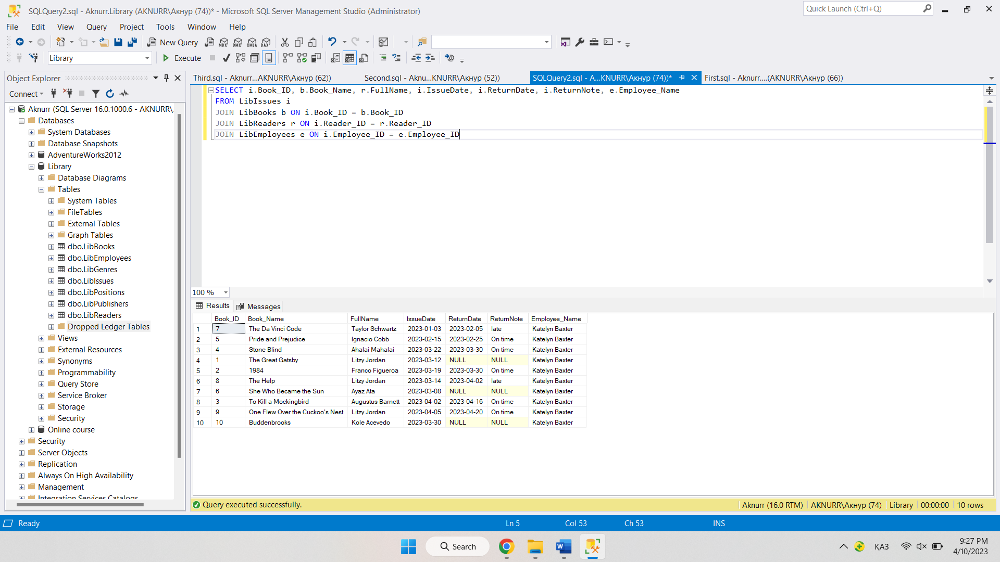 SQLQuery2.sql - Aknurr.Library (AKNURR\Акнур (74))* - Microsoft SQL Server Management Studio (Administrator)
Quick Launch (Ctrl+Q)
File Edit View Query Project Tools Window Help
New Query MDX DMX XMLA DAX
Library Execute
Object Explorer
Third.sql - Aknurr...AKNURR\Акнур (62)) Second.sql - Aknu...KNURR\Акнур (52)) SQLQuery2.sql - A...KNURR\Акнур (74))* First.sql - Aknurr....(AKNURR\Акнур (66))
Connect
Aknurr (SQL Server 16.0.1000.6 - AKNURR\
Databases
System Databases
Database Snapshots
AdventureWorks2012
Library
Database Diagrams
Tables
System Tables
FileTables
External Tables
Graph Tables
dbo.LibBooks
dbo.LibEmployees
dbo.LibGenres
dbo.LibIssues
dbo.LibPositions
dbo.LibPublishers
dbo.LibReaders
Dropped Ledger Tables
Views
External Resources
Synonyms
Programmability
Query Store
Service Broker
Storage
Security
Online course
Security
Server Objects
Replication
Always On High Availability
Management
Integration Services Catalogs
SELECT i.Book_ID, b.Book_Name, r.FullName, i.IssueDate, i.ReturnDate, i.ReturnNote, e.Employee_Name
FROM LibIssues i
JOIN LibBooks b ON i.Book_ID = b.Book_ID
JOIN LibReaders r ON i.Reader_ID = r.Reader_ID
JOIN LibEmployees e ON i.Employee_ID = e.Employee_ID
100 %
Results Messages
Book_ID Book_Name FullName IssueDate ReturnDate ReturnNote Employee_Name
1 7 The Da Vinci Code Taylor Schwartz 2023-01-03 2023-02-05 late Katelyn Baxter
2 5 Pride and Prejudice Ignacio Cobb 2023-02-15 2023-02-25 On time Katelyn Baxter
3 4 Stone Blind Ahalai Mahalai 2023-03-22 2023-03-30 On time Katelyn Baxter
4 1 The Great Gatsby Litzy Jordan 2023-03-12 NULL NULL Katelyn Baxter
5 2 1984 Franco Figueroa 2023-03-19 2023-03-30 On time Katelyn Baxter
6 8 The Help Litzy Jordan 2023-03-14 2023-04-02 late Katelyn Baxter
7 6 She Who Became the Sun Ayaz Ata 2023-03-08 NULL NULL Katelyn Baxter
8 3 To Kill a Mockingbird Augustus Barnett 2023-04-02 2023-04-16 On time Katelyn Baxter
9 9 One Flew Over the Cuckoo's Nest Litzy Jordan 2023-04-05 2023-04-20 On time Katelyn Baxter
10 10 Buddenbrooks Kole Acevedo 2023-03-30 NULL NULL Katelyn Baxter
Query executed successfully. Aknurr (16.0 RTM) AKNURR\Акнур (74) Library 00:00:00 10 rows
Ready Ln 5 Col 53 Ch 53 INS
Search
ҚАЗ
9:27 PM
4/10/2023